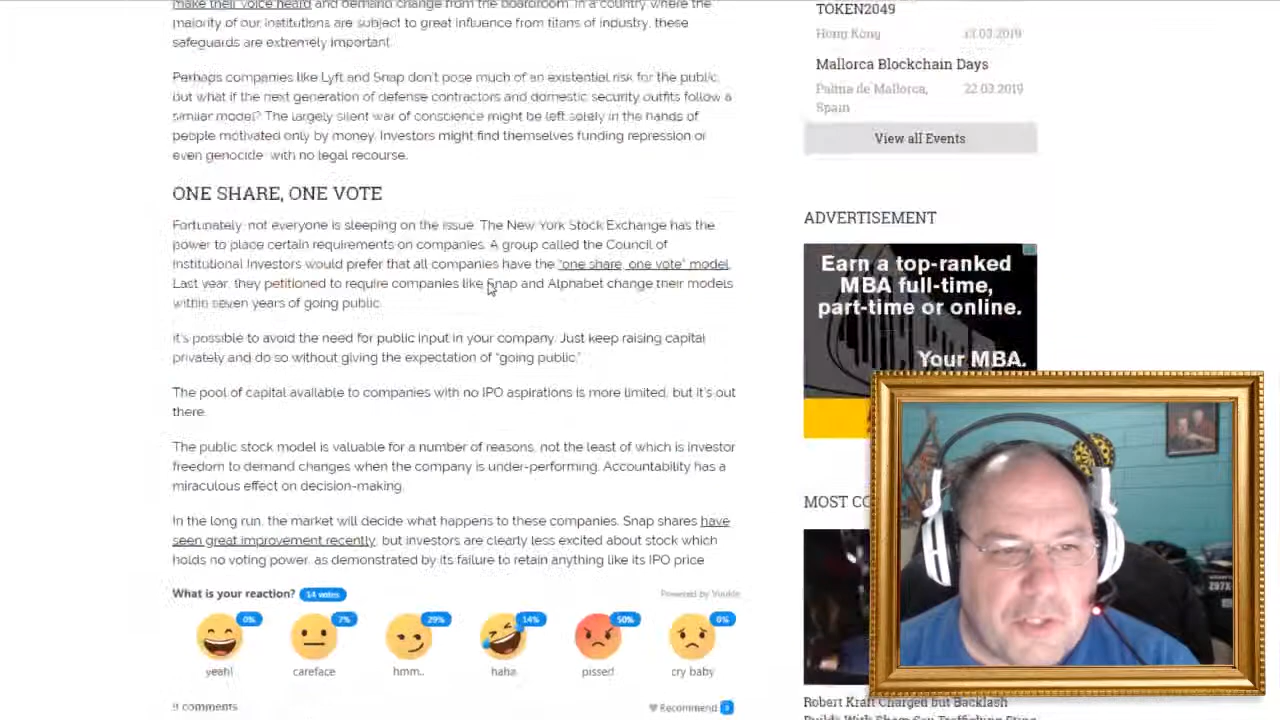 make their voice heard and demand change from the boardroom. In a country where the
majority of our institutions are subject to great influence from titans of industry, these
safeguards are extremely important.
Perhaps companies like Lyft and Snap don't pose much of an existential risk for the public,
but what if the next generation of defense contractors and domestic security outfits follow a
similar model? The largely silent war of conscience might be left solely in the hands of
people motivated only by money. Investors might find themselves funding repression or
even genocide with no legal recourse.
ONE SHARE, ONE VOTE
Fortunately not everyone is sleeping on the issue. The New York Stock Exchange has the
power to place certain requirements on companies. A group called the Council of
Institutional Investors would prefer that all companies have the "one share, one vote" model.
Last year, they petitioned to require companies like Snap and Alphabet change their models
within seven years of going public.
It's possible to avoid the need for public input in your company. Just keep raising capital
privately and do so without giving the expectation of "going public."
The pool of capital available to companies with no IPO aspirations is more limited, but it's out
there.
The public stock model is valuable for a number of reasons, not the least of which is investor
freedom to demand changes when the company is under-performing. Accountability has a
miraculous effect on decision-making.
In the long run, the market will decide what happens to these companies. Snap shares have
seen great improvement recently, but investors are clearly less excited about stock which
holds no voting power, as demonstrated by its failure to retain anything like its IPO price
What is your reaction? 14 votes
Powered by Vuukle
0% 7% 29% 14% 50% 0%
yeah! careface hmm.. haha pissed cry baby
9 comments
Recommend
TOKEN2049
Hong Kong 13.03.2019
Mallorca Blockchain Days
Palma de Mallorca, 22.03.2019
Spain
View all Events
ADVERTISEMENT
Earn a top-ranked
MBA full-time,
part-time or online.
Your MBA.
MOST CO
Robert Kraft Charged but Backlash